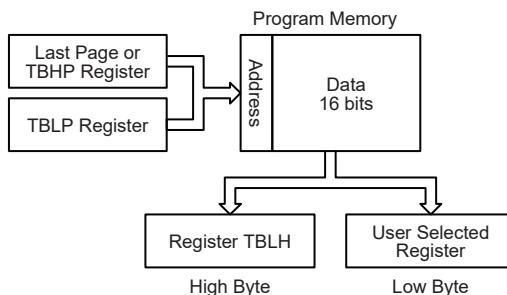 Program Memory
Last Page or
TBHP Register
TBLP Register
Address
Data
16 bits
Register TBLH
User Selected
Register
High Byte
Low Byte